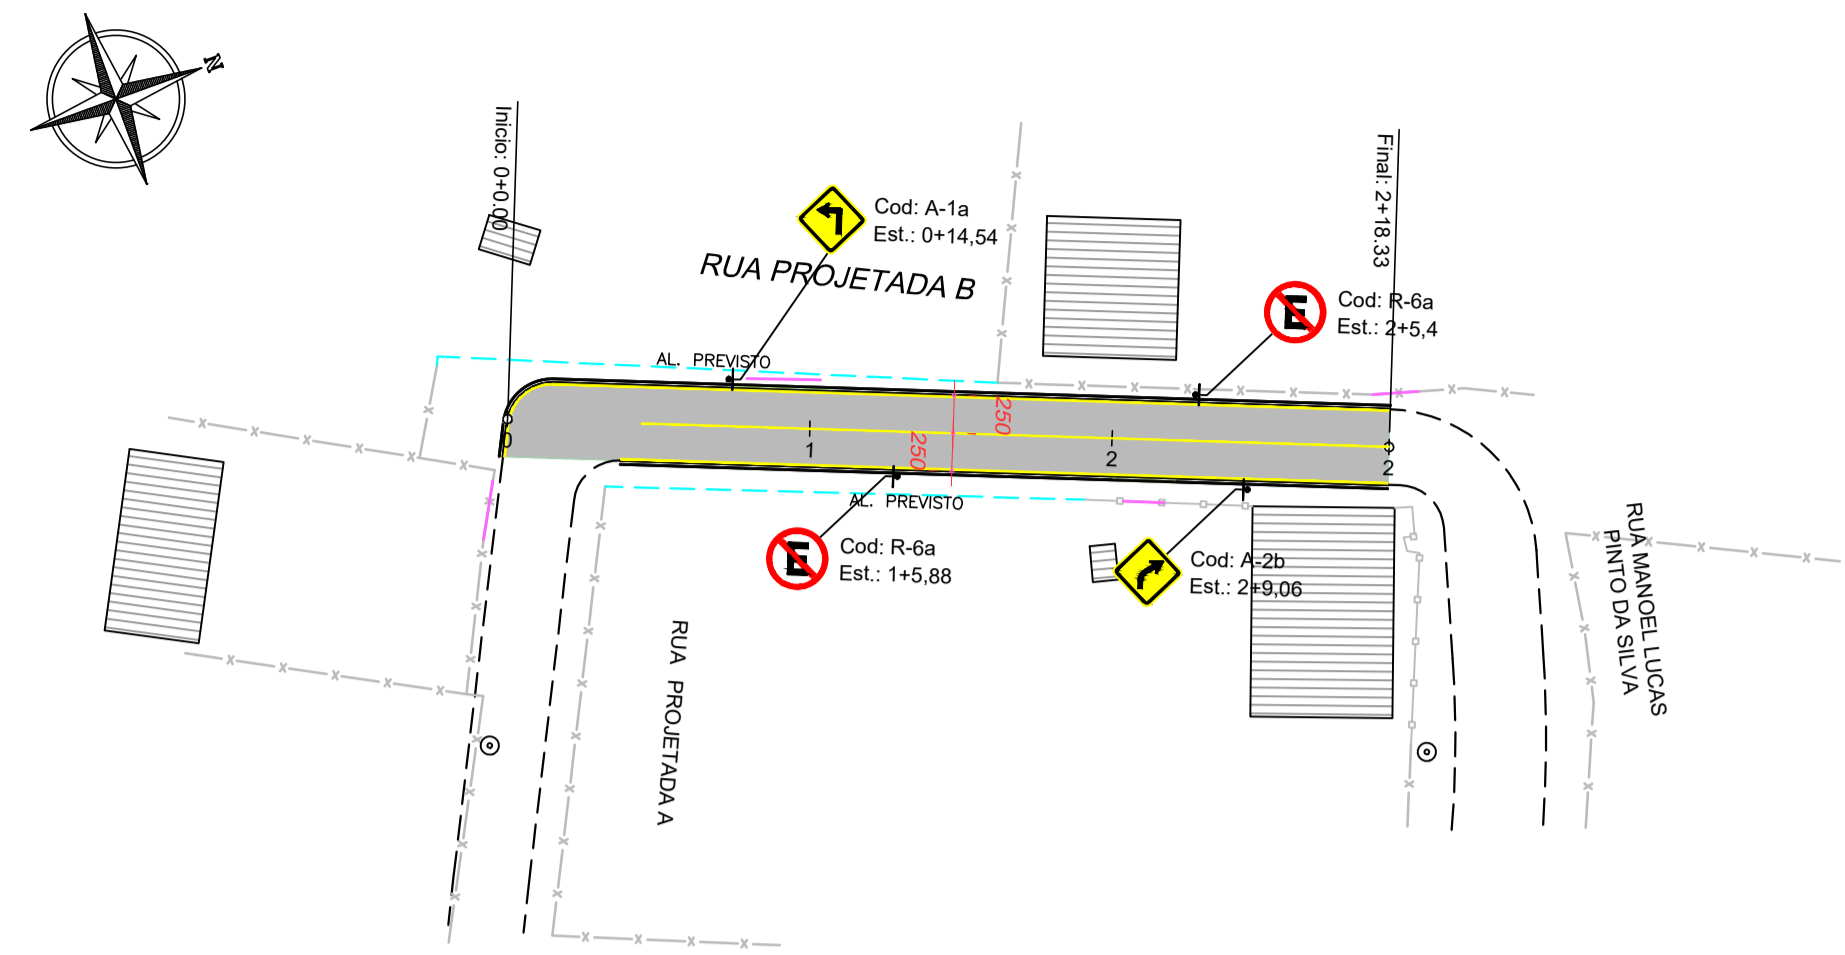 N
Inicio: 0+0.00
Final: 2+18.33
Cod: A-1a
Est.: 0+14,54
RUA PROJETADA B
Cod: R-6a
Est.: 2+5,4
AL. PREVISTO
250
250
0
1
2
2
AL. PREVISTO
Cod: R-6a
Est.: 1+5,88
Cod: A-2b
Est.: 2+9,06
RUA PROJETADA A
RUA MANOEL LUCAS
PINTO DA SILVA